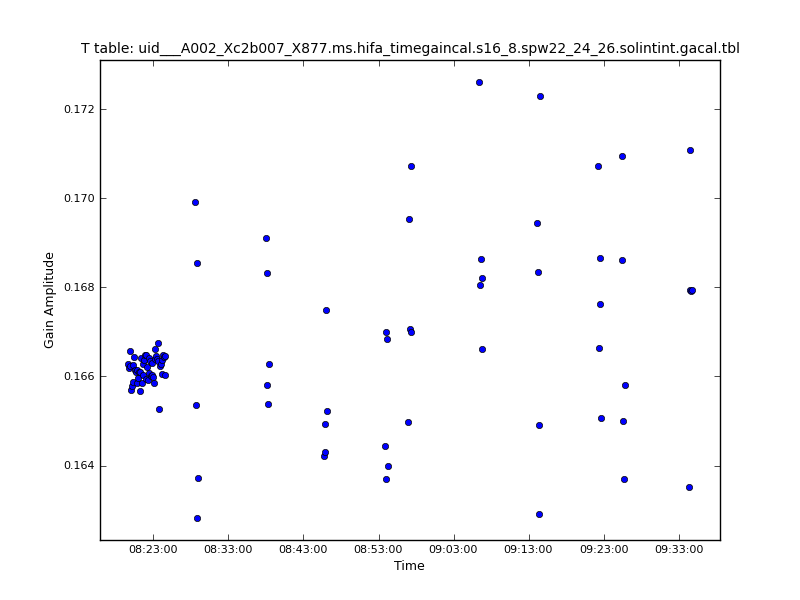 T table: uid___A002_Xc2b007_X877.ms.hifa_timegaincal.s16_8.spw22_24_26.solintint.gacal.tbl
0.172
0.170
0.168
0.166
0.164
Gain Amplitude
08:23:00 08:33:00 08:43:00 08:53:00 09:03:00 09:13:00 09:23:00 09:33:00
Time